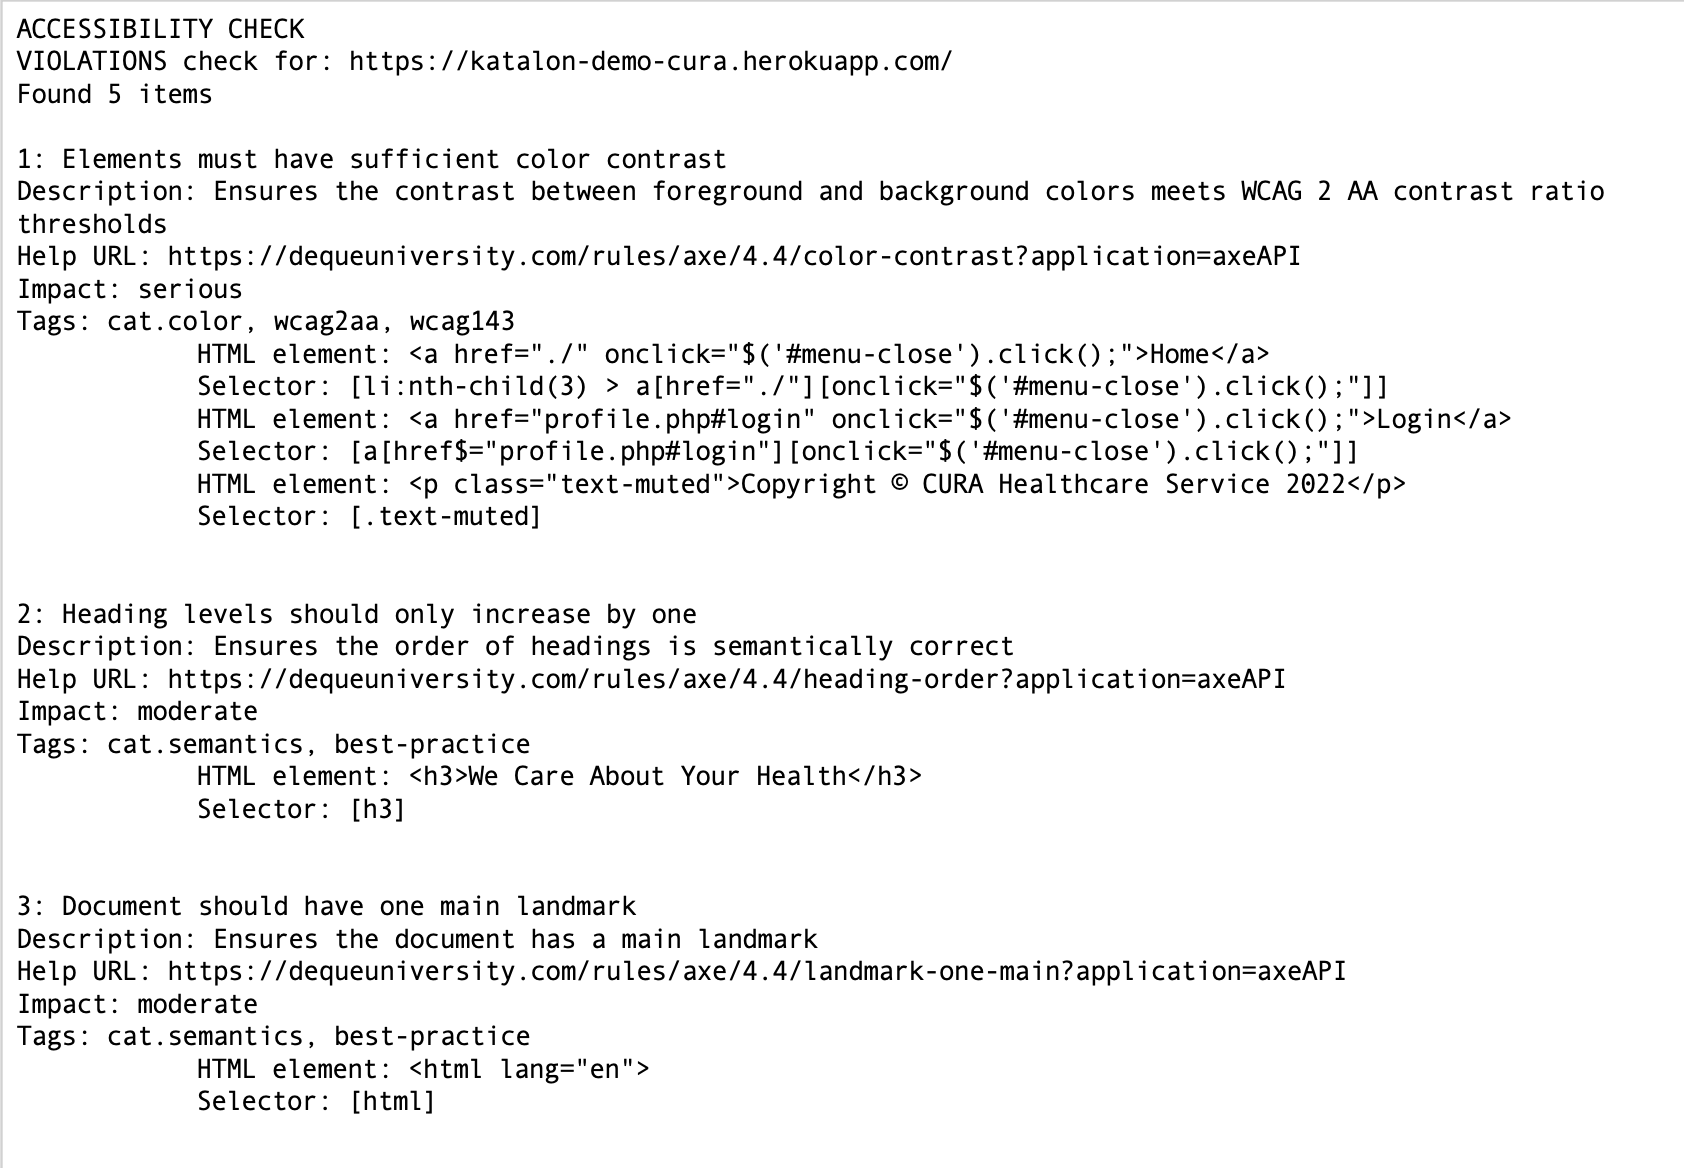 ACCESSIBILITY CHECK
VIOLATIONS check for: https://katalon-demo-cura.herokuapp.com/
Found 5 items
1: Elements must have sufficient color contrast
Description: Ensures the contrast between foreground and background colors meets WCAG 2 AA contrast ratio
thresholds
Help URL: https://dequeuniversity.com/rules/axe/4.4/color-contrast?application=axeAPI
Impact: serious
Tags: cat.color, wcag2aa, wcag143
HTML element: <a href="./" onclick="$('#menu-close').click();">Home</a>
Selector: [li:nth-child(3) > a[href="./"][onclick="$('#menu-close').click();"]]
HTML element: <a href="profile.php#login" onclick="$('#menu-close').click();">Login</a>
Selector: [a[href$="profile.php#login"][onclick="$('#menu-close').click();"]]
HTML element: <p class="text-muted">Copyright © CURA Healthcare Service 2022</p>
Selector: [.text-muted]
2: Heading levels should only increase by one
Description: Ensures the order of headings is semantically correct
Help URL: https://dequeuniversity.com/rules/axe/4.4/heading-order?application=axeAPI
Impact: moderate
Tags: cat.semantics, best-practice
HTML element: <h3>We Care About Your Health</h3>
Selector: [h3]
3: Document should have one main landmark
Description: Ensures the document has a main landmark
Help URL: https://dequeuniversity.com/rules/axe/4.4/landmark-one-main?application=axeAPI
Impact: moderate
Tags: cat.semantics, best-practice
HTML element: <html lang="en">
Selector: [html]